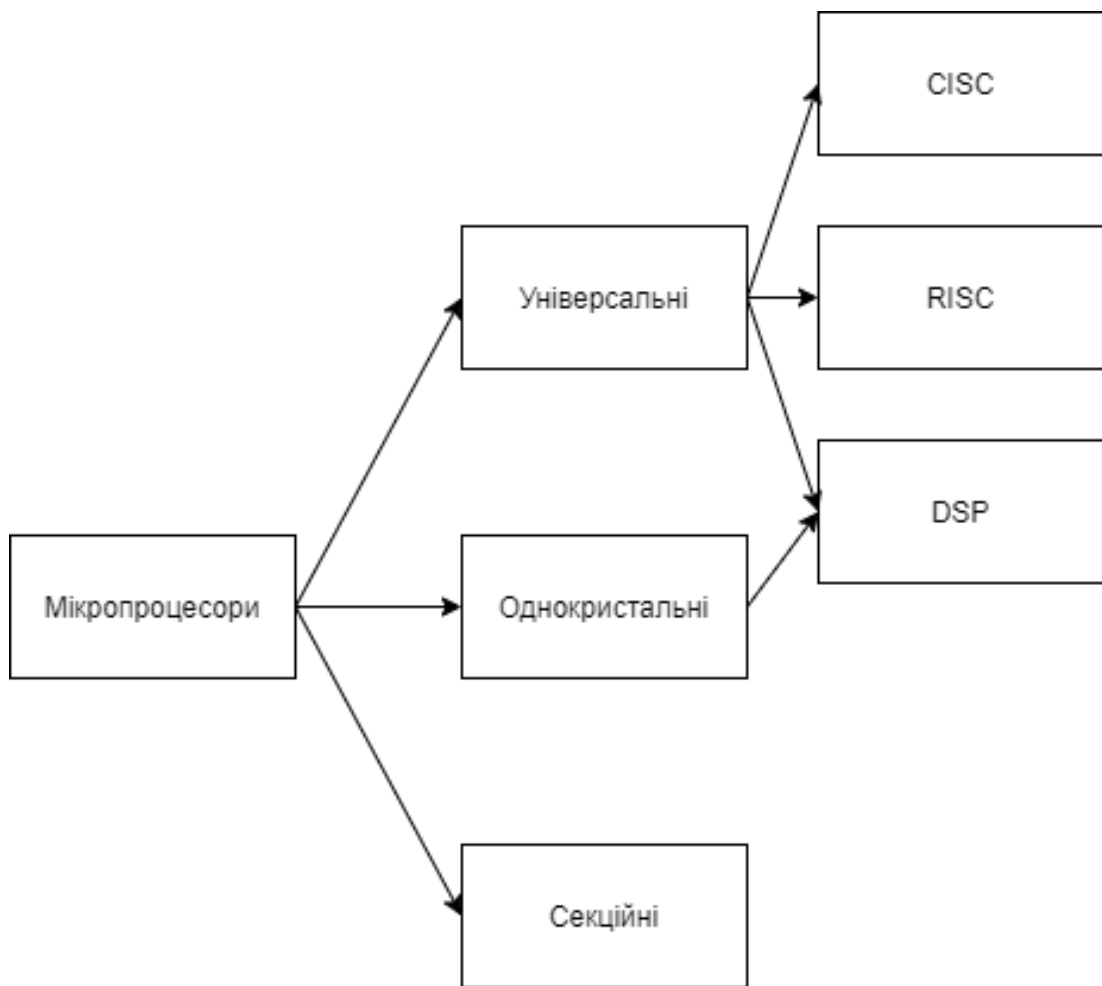 CISC
Універсальні
RISC
DSP
Мікропроцесори
Однокристальні
Секційні